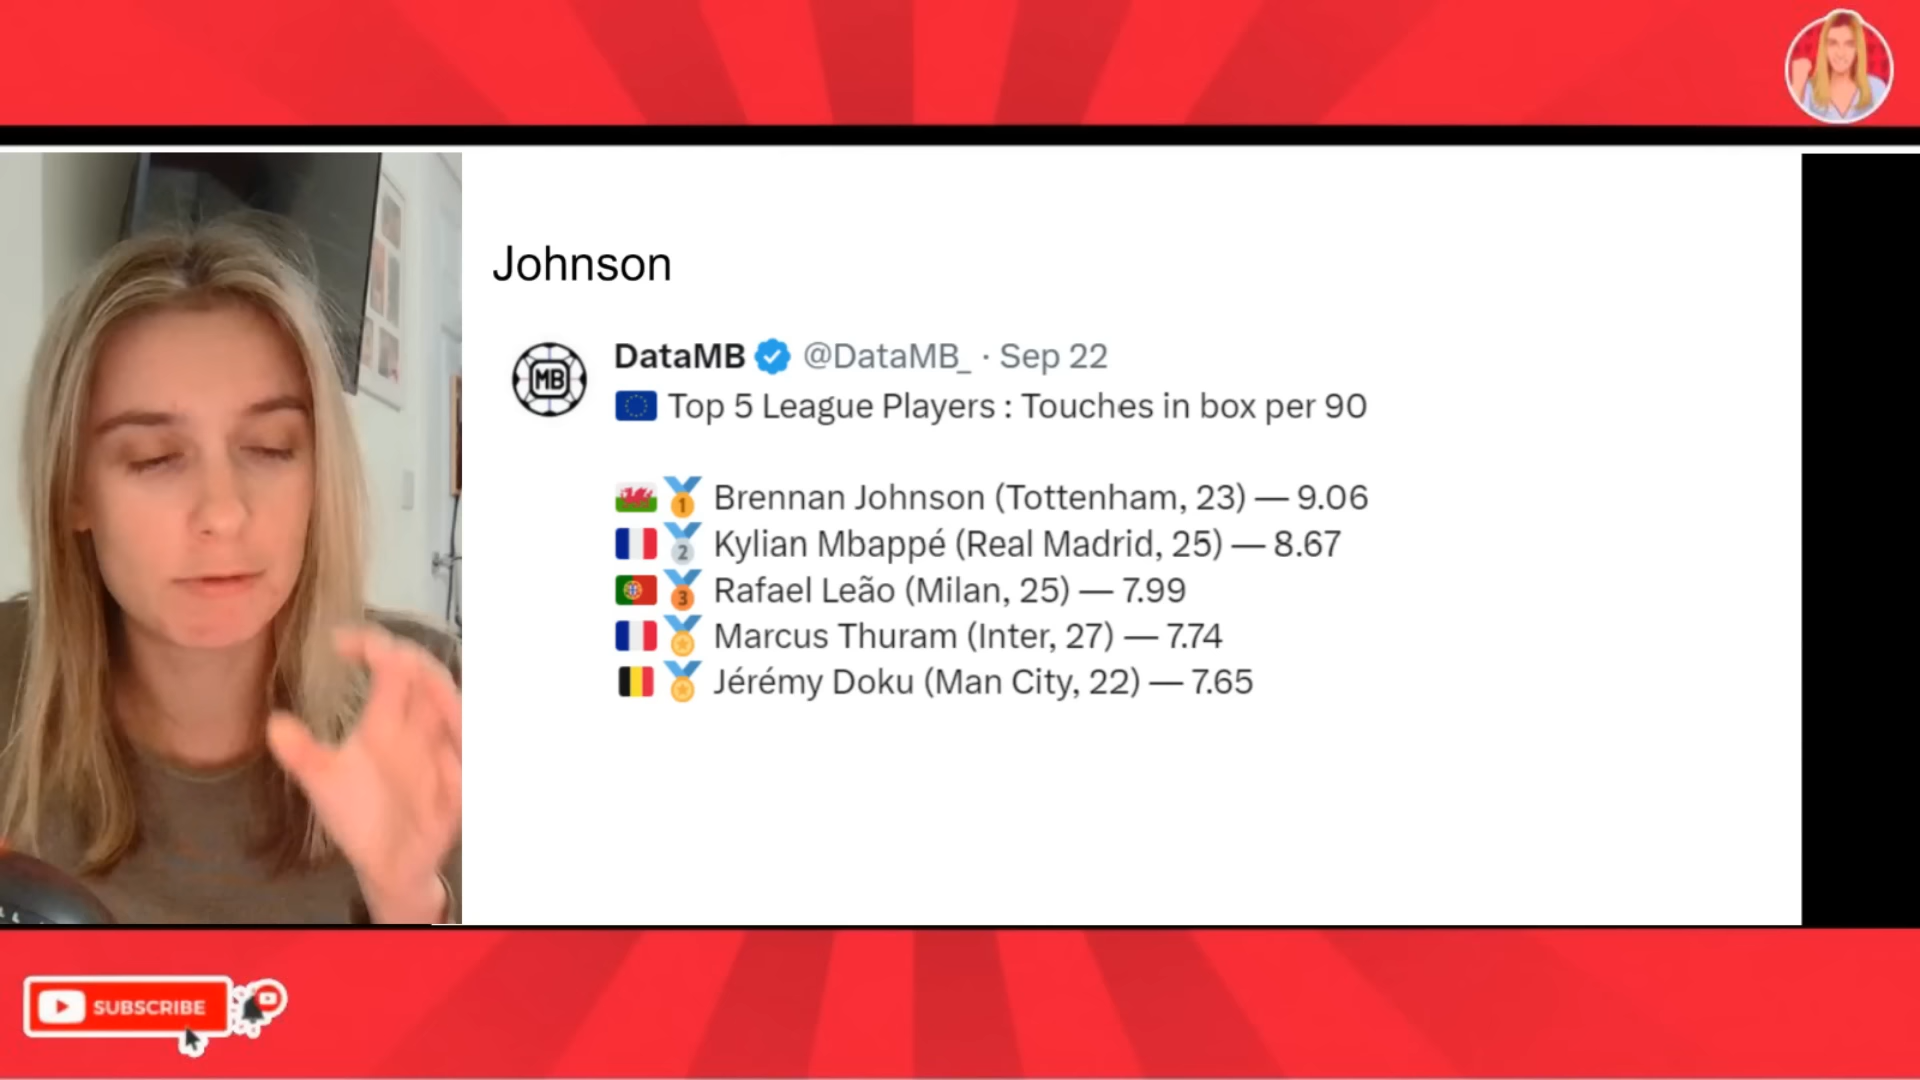 Johnson
DataMB @DataMB_ · Sep 22
🇪🇺 Top 5 League Players : Touches in box per 90
🏴󠁧󠁢󠁷󠁬󠁳󠁿🥇 Brennan Johnson (Tottenham, 23) — 9.06
🇫🇷🥈 Kylian Mbappé (Real Madrid, 25) — 8.67
🇵🇹🥉 Rafael Leão (Milan, 25) — 7.99
🇫🇷🏅 Marcus Thuram (Inter, 27) — 7.74
🇧🇪🏅 Jérémy Doku (Man City, 22) — 7.65
MB
SUBSCRIBE